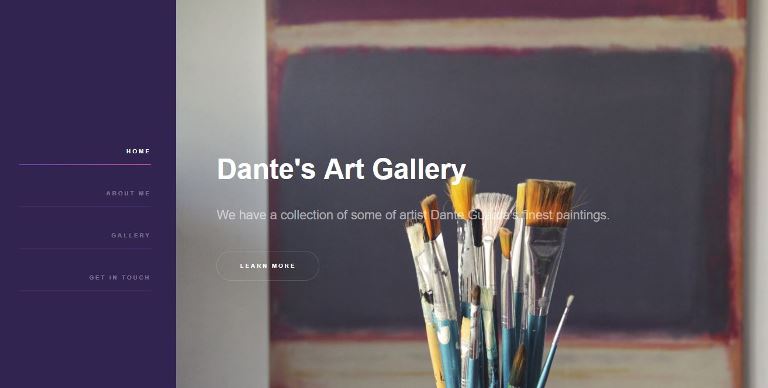 HOME
ABOUT ME
GALLERY
GET IN TOUCH
Dante's Art Gallery
We have a collection of some of artist Dante finest paintings.
LEARN MORE